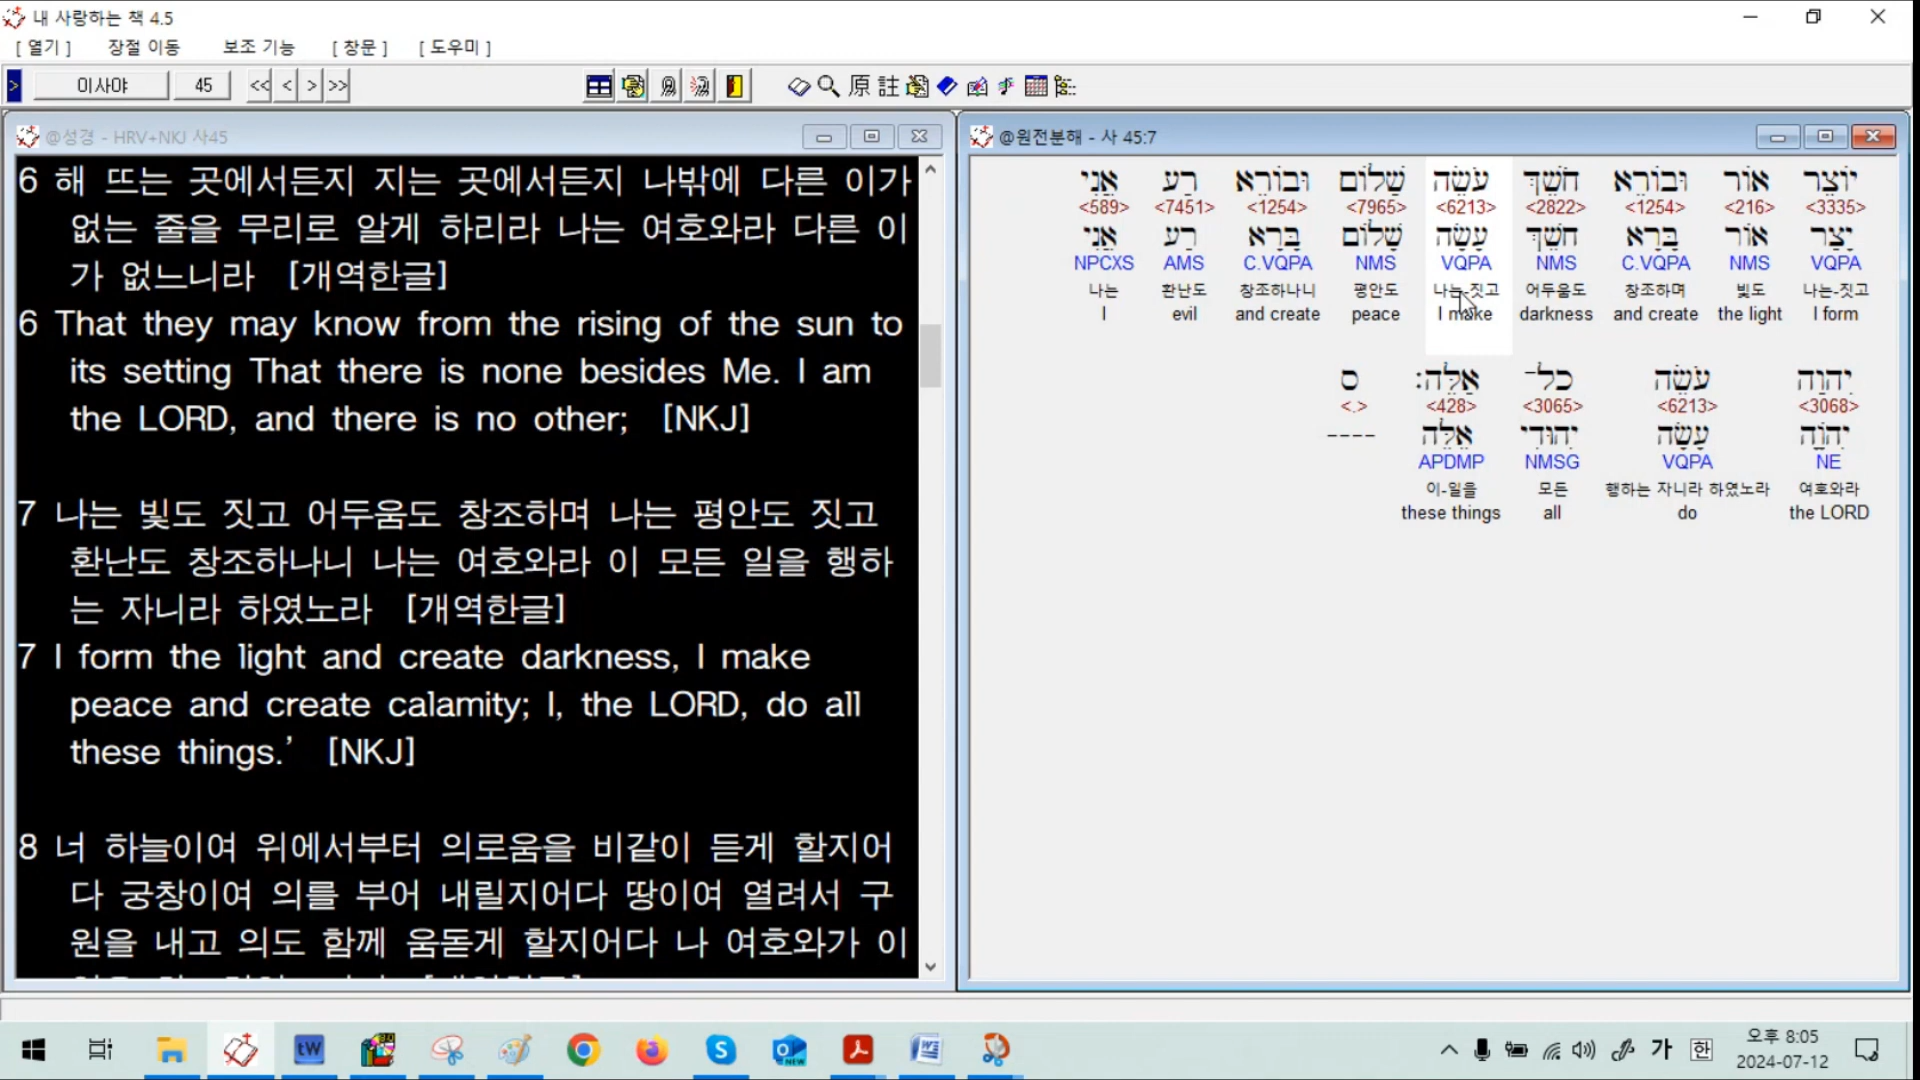 내 사랑하는 책 4.5
[ 열기 ] 장절 이동 보조 기능 [ 창문 ] [ 도우미 ]
> 이사야 45 << < > >> 原 註
@성경 - HRV+NKJ 사45
6 해 뜨는 곳에서든지 지는 곳에서든지 나밖에 다른 이가
없는 줄을 무리로 알게 하리라 나는 여호와라 다른 이
가 없느니라 [개역한글]
6 That they may know from the rising of the sun to
its setting That there is none besides Me. I am
the LORD, and there is no other; [NKJ]
7 나는 빛도 짓고 어두움도 창조하며 나는 평안도 짓고
환난도 창조하나니 나는 여호와라 이 모든 일을 행하
는 자니라 하였노라 [개역한글]
7 I form the light and create darkness, I make
peace and create calamity; I, the LORD, do all
these things.’ [NKJ]
8 너 하늘이여 위에서부터 의로움을 비같이 듣게 할지어
다 궁창이여 의를 부어 내릴지어다 땅이여 열려서 구
원을 내고 의도 함께 움돋게 할지어다 나 여호와가 이
@원전분해 - 사 45:7
יוֹצֵר אוֹר וּבוֹרֵא חֹשֶׁךְ עֹשֶׂה שָׁלוֹם וּבוֹרֵא רָע אֲנִי
<589> <7451> <1254> <7965> <6213> <2822> <1254> <216> <3335>
יָצַר אוֹר בָּרָא חֹשֶׁךְ עָשָׂה שָׁלוֹם בָּרָא רַע אֲנִי
NPCXS AMS C.VQPA NMS VQPA NMS C.VQPA NMS VQPA
나는 환난도 창조하나니 평안도 나는-짓고 어두움도 창조하며 빛도 나는-짓고
I evil and create peace I make darkness and create the light I form
יְהוָה עֹשֶׂה כָל־ אֵלֶּה׃ ס
<.> <428> <3065> <6213> <3068>
יְהוָֹה עָשָׂה יְהוּדִי אֵלֶּה ----
APDMP NMSG VQPA NE
이-일을 모든 행하는 자니라 하였노라 여호와라
these things all do the LORD
가 한 오후 8:05
2024-07-12